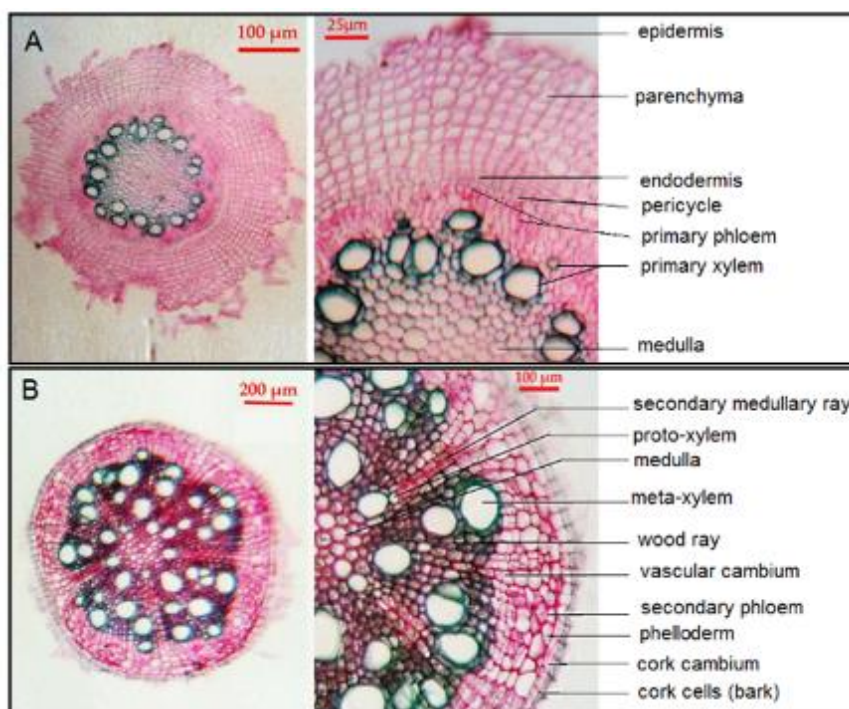 A
100 µm
25µm
epidermis
parenchyma
endodermis
pericycle
primary phloem
primary xylem
medulla
B
200 µm
100 µm
secondary medullary ray
proto-xylem
medulla
meta-xylem
wood ray
vascular cambium
secondary phloem
phelloderm
cork cambium
cork cells (bark)